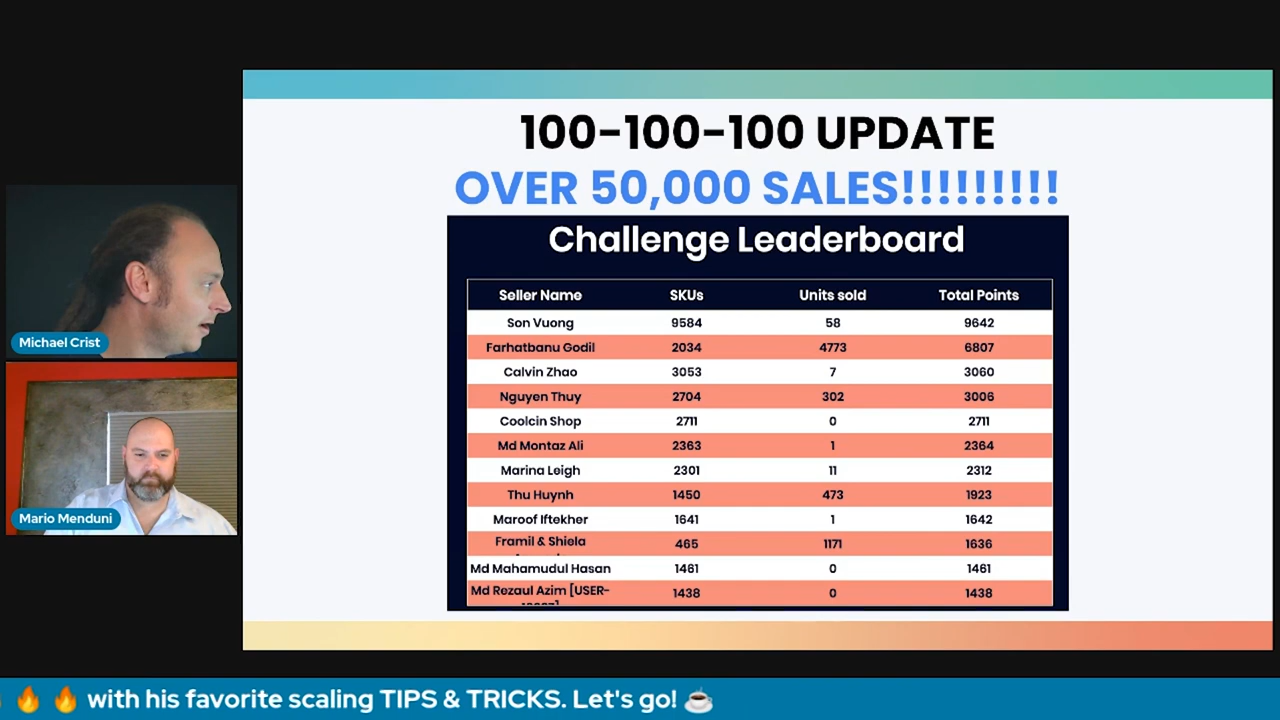 100-100-100 UPDATE
OVER 50,000 SALES!!!!!!!!!
Challenge Leaderboard
Seller Name SKUs Units sold Total Points
Son Vuong 9584 58 9642
Farhatbanu Godil 2034 4773 6807
Calvin Zhao 3053 7 3060
Nguyen Thuy 2704 302 3006
Coolcin Shop 2711 0 2711
Md Montaz Ali 2363 1 2364
Marina Leigh 2301 11 2312
Thu Huynh 1450 473 1923
Maroof Iftekher 1641 1 1642
Framil & Shiela 465 1171 1636
Md Mahamudul Hasan 1461 0 1461
Md Rezaul Azim [USER- 1438 0 1438
Michael Crist
Mario Menduni
🔥 🔥 with his favorite scaling TIPS & TRICKS. Let's go! ☕